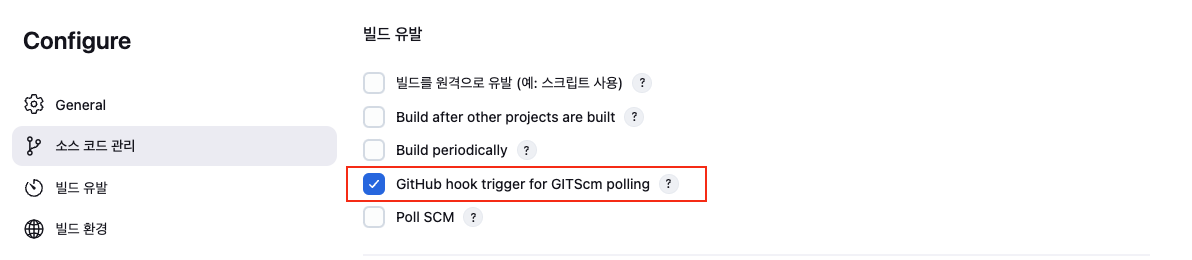 Configure
General
소스 코드 관리
빌드 유발
빌드 환경
빌드 유발
빌드를 원격으로 유발 (예: 스크립트 사용) ?
Build after other projects are built ?
Build periodically ?
GitHub hook trigger for GITScm polling ?
Poll SCM ?